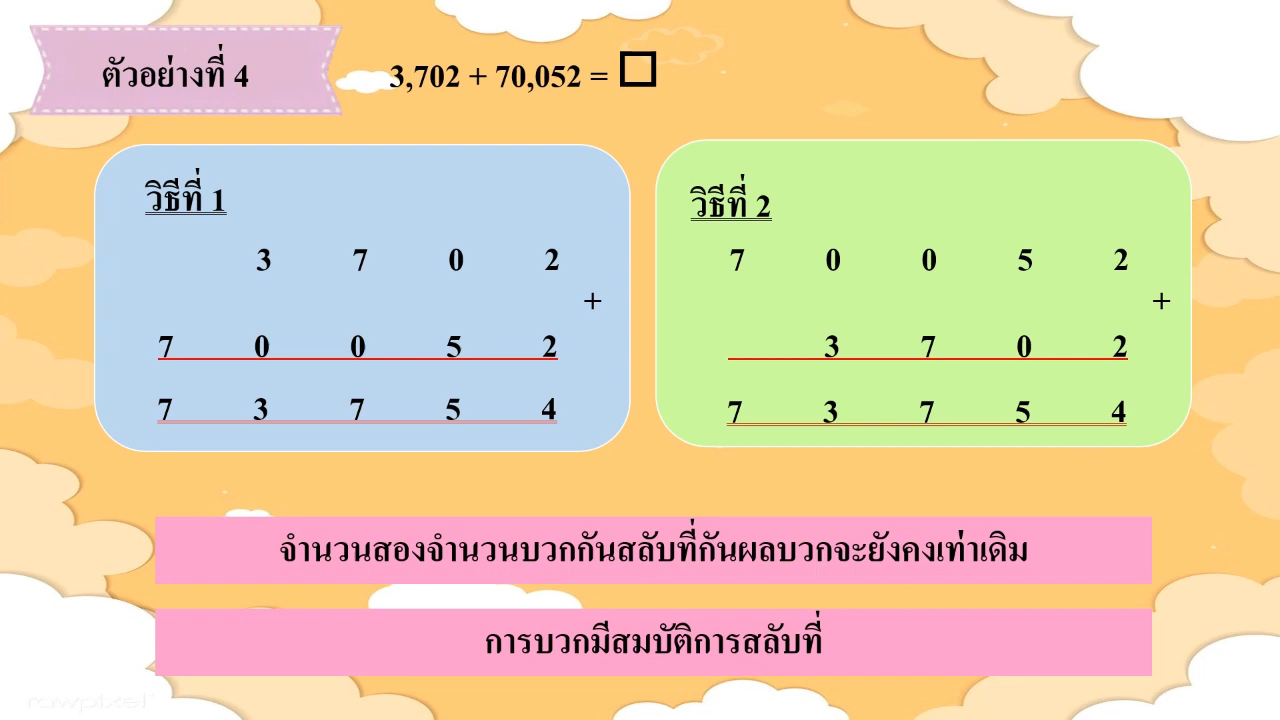 ตัวอย่างที่ 4
3,702 + 70,052 = □
วิธีที่ 1
3 7 0 2
+
7 0 0 5 2
7 3 7 5 4
วิธีที่ 2
7 0 0 5 2
+
3 7 0 2
7 3 7 5 4
จำนวนสองจำนวนบวกกันสลับที่กันผลบวกจะยังคงเท่าเดิม
การบวกมีสมบัติการสลับที่
rawpixel